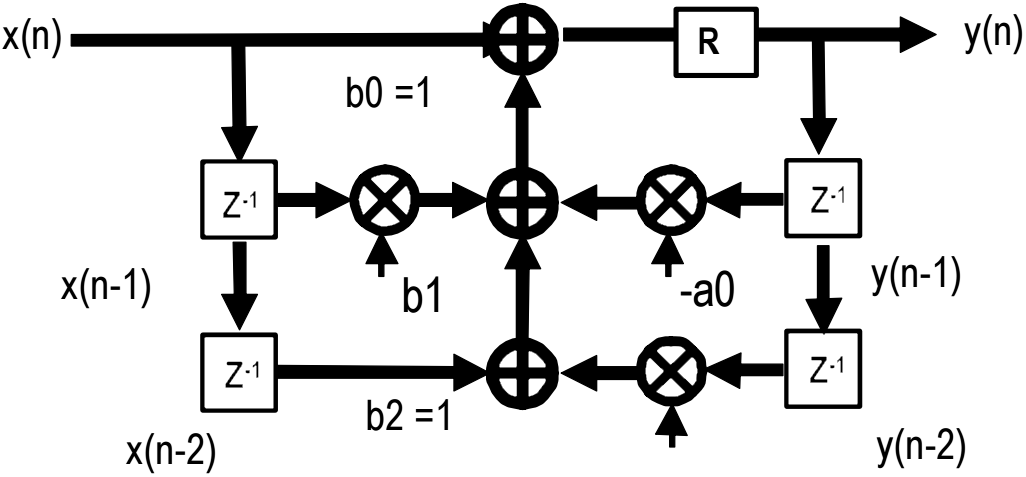 x(n)
R
y(n)
b0 =1
Z-1
Z-1
x(n-1)
b1
-a0
y(n-1)
Z-1
Z-1
b2 =1
x(n-2)
y(n-2)